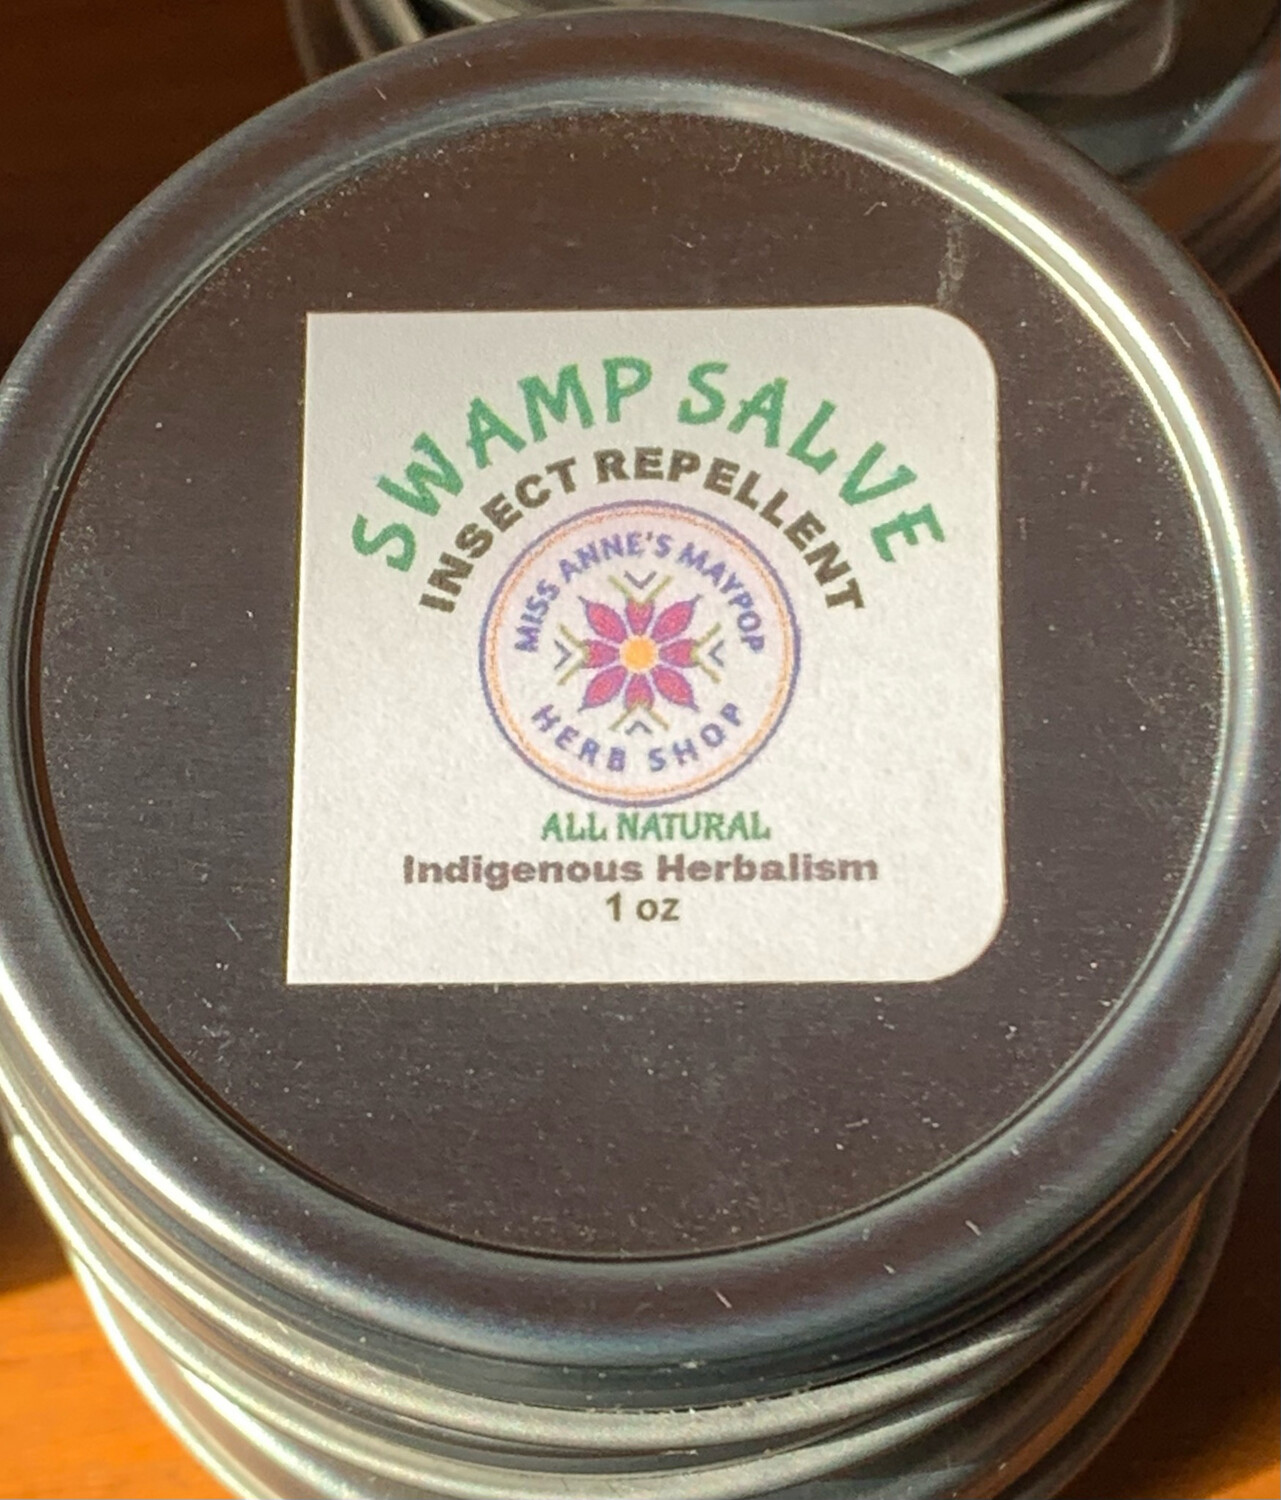 SWAMP SALVE
INSECT REPELLENT
MISS ANNE'S MAYPOP
HERB SHOP
ALL NATURAL
Indigenous Herbalism
1 oz